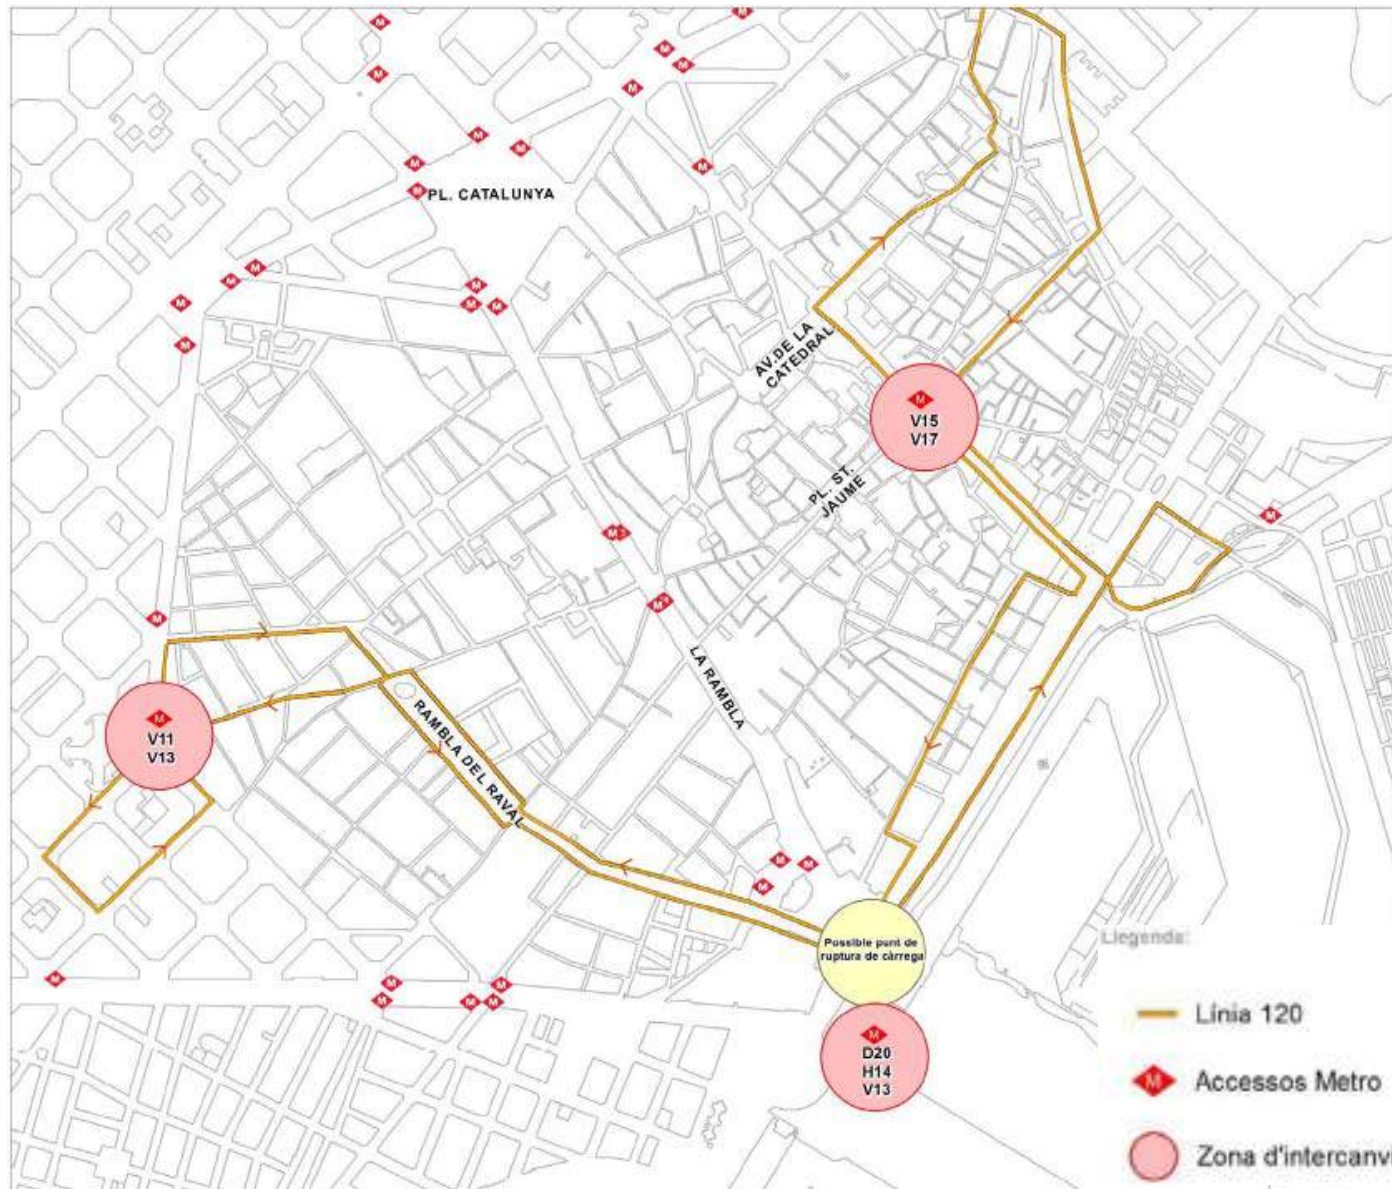 PL. CATALUNYA
AV. DE LA
CATEDRAL
M
V15
V17
PL. ST.
JAUME
LA RAMBLA
RAMBLA DEL RAVAL
M
V11
V13
Possible punt de
ruptura de càrrega
M
D20
H14
V13
Llegenda:
Línia 120
M Accessos Metro
Zona d'intercanvi